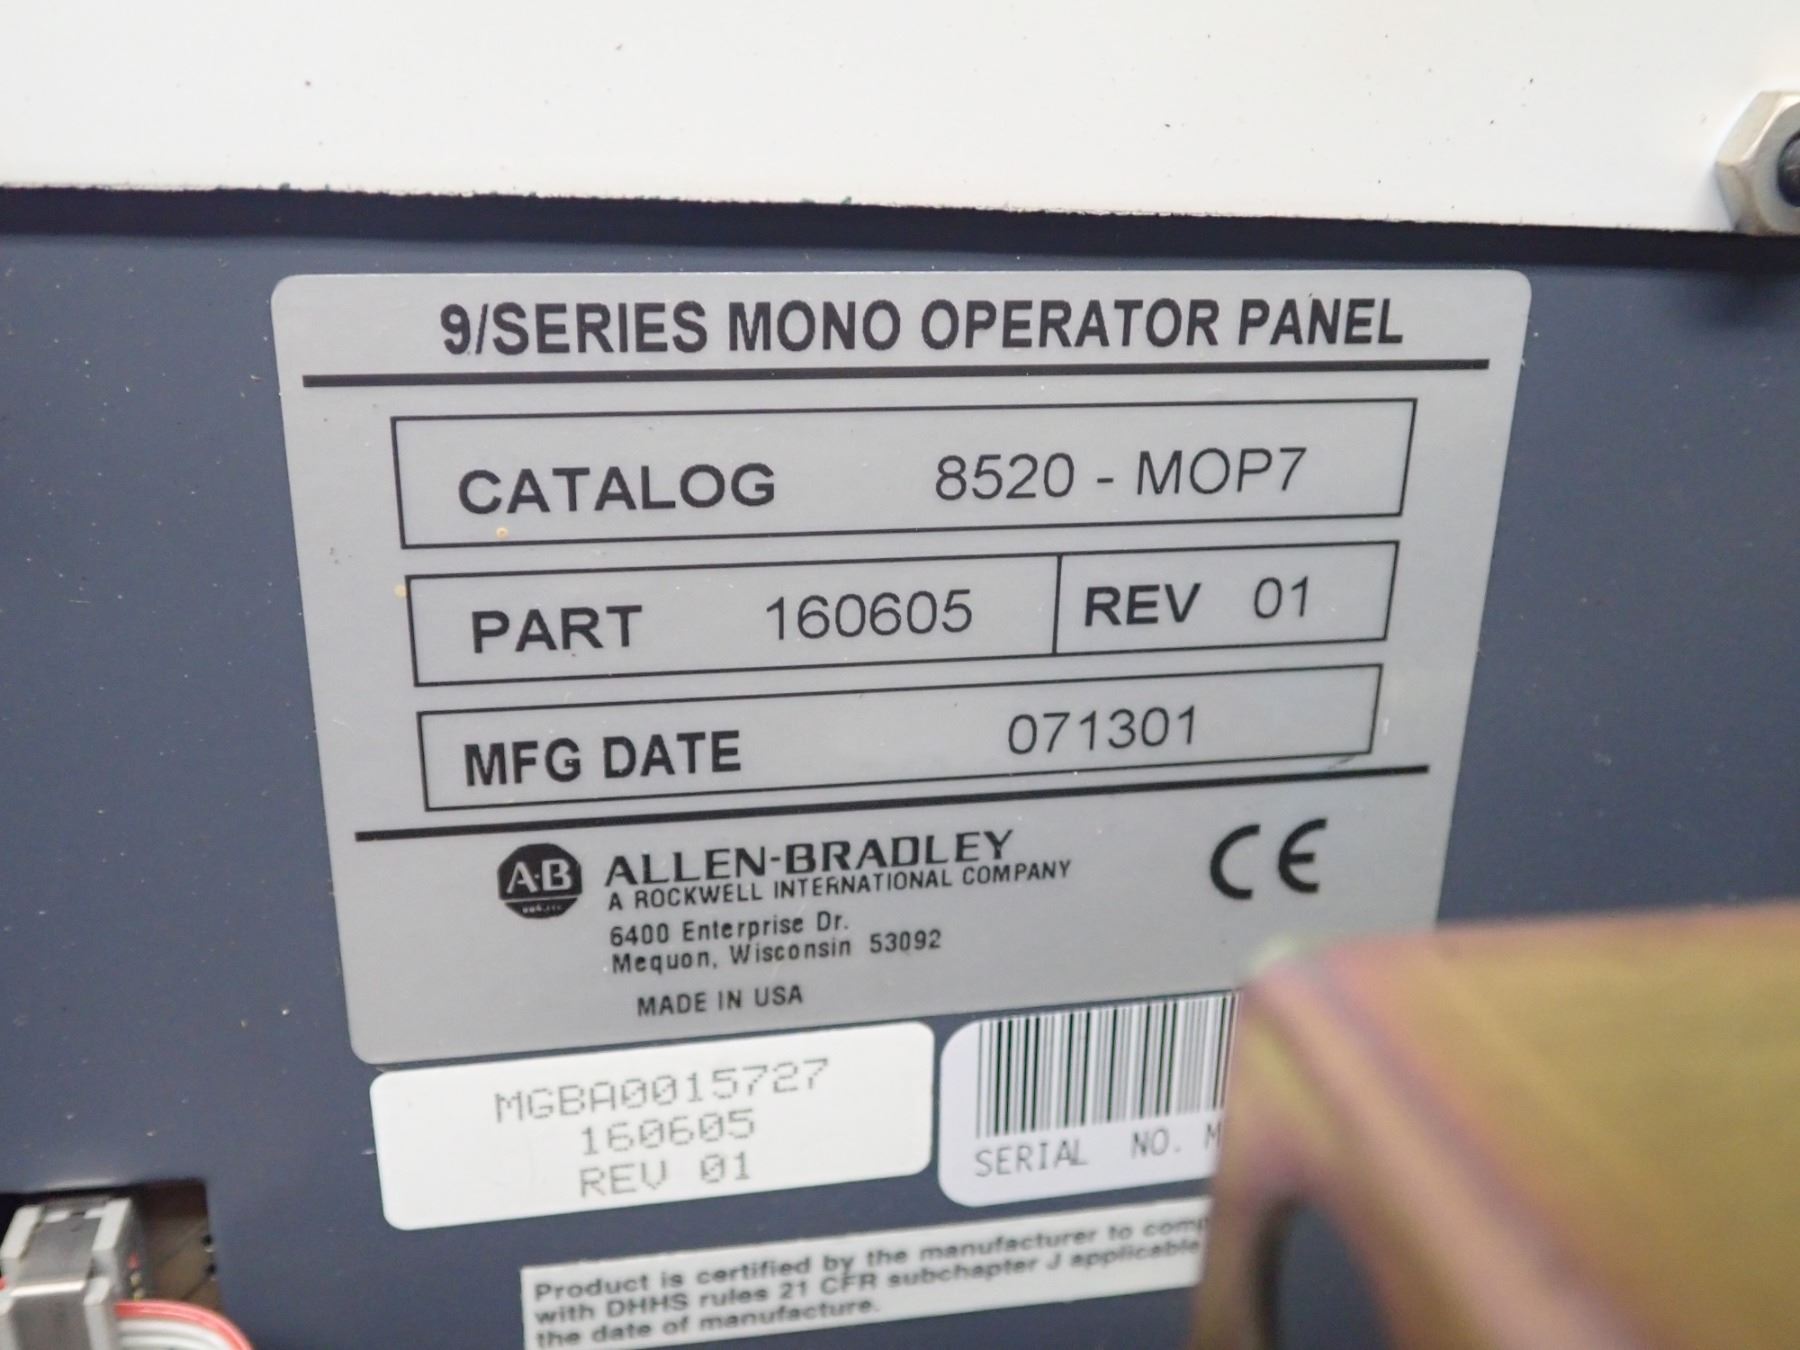 9/SERIES MONO OPERATOR PANEL
CATALOG 8520 - MOP7
PART 160605 REV 01
MFG DATE 071301
A·B ALLEN-BRADLEY
A ROCKWELL INTERNATIONAL COMPANY
6400 Enterprise Dr.
Mequon, Wisconsin 53092
MADE IN USA
CE
MGBA0015727
160605
REV 01
SERIAL NO. M
Product is certified by the manufacturer to comp
with DHHS rules 21 CFR subchapter J applicable
the date of manufacture.